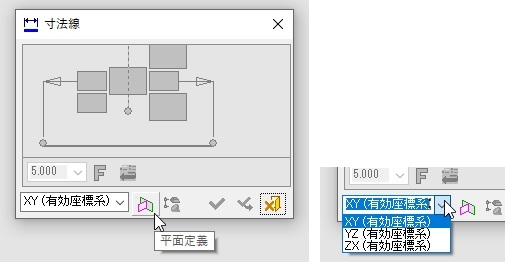 寸法線
5.000
XY (有効座標系)
平面定義
5.000
XY (有効座標系
XY (有効座標系)
YZ (有効座標系)
ZX (有効座標系)